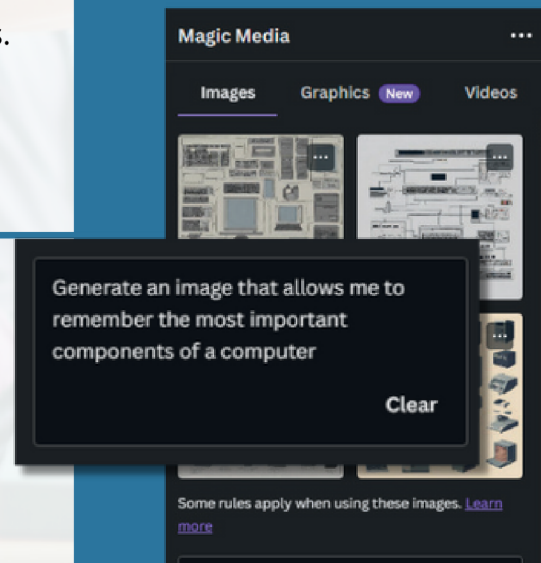 s.
Magic Media
Images Graphics New Videos
Generate an image that allows me to
remember the most important
components of a computer
Clear
Some rules apply when using these images. Learn
more